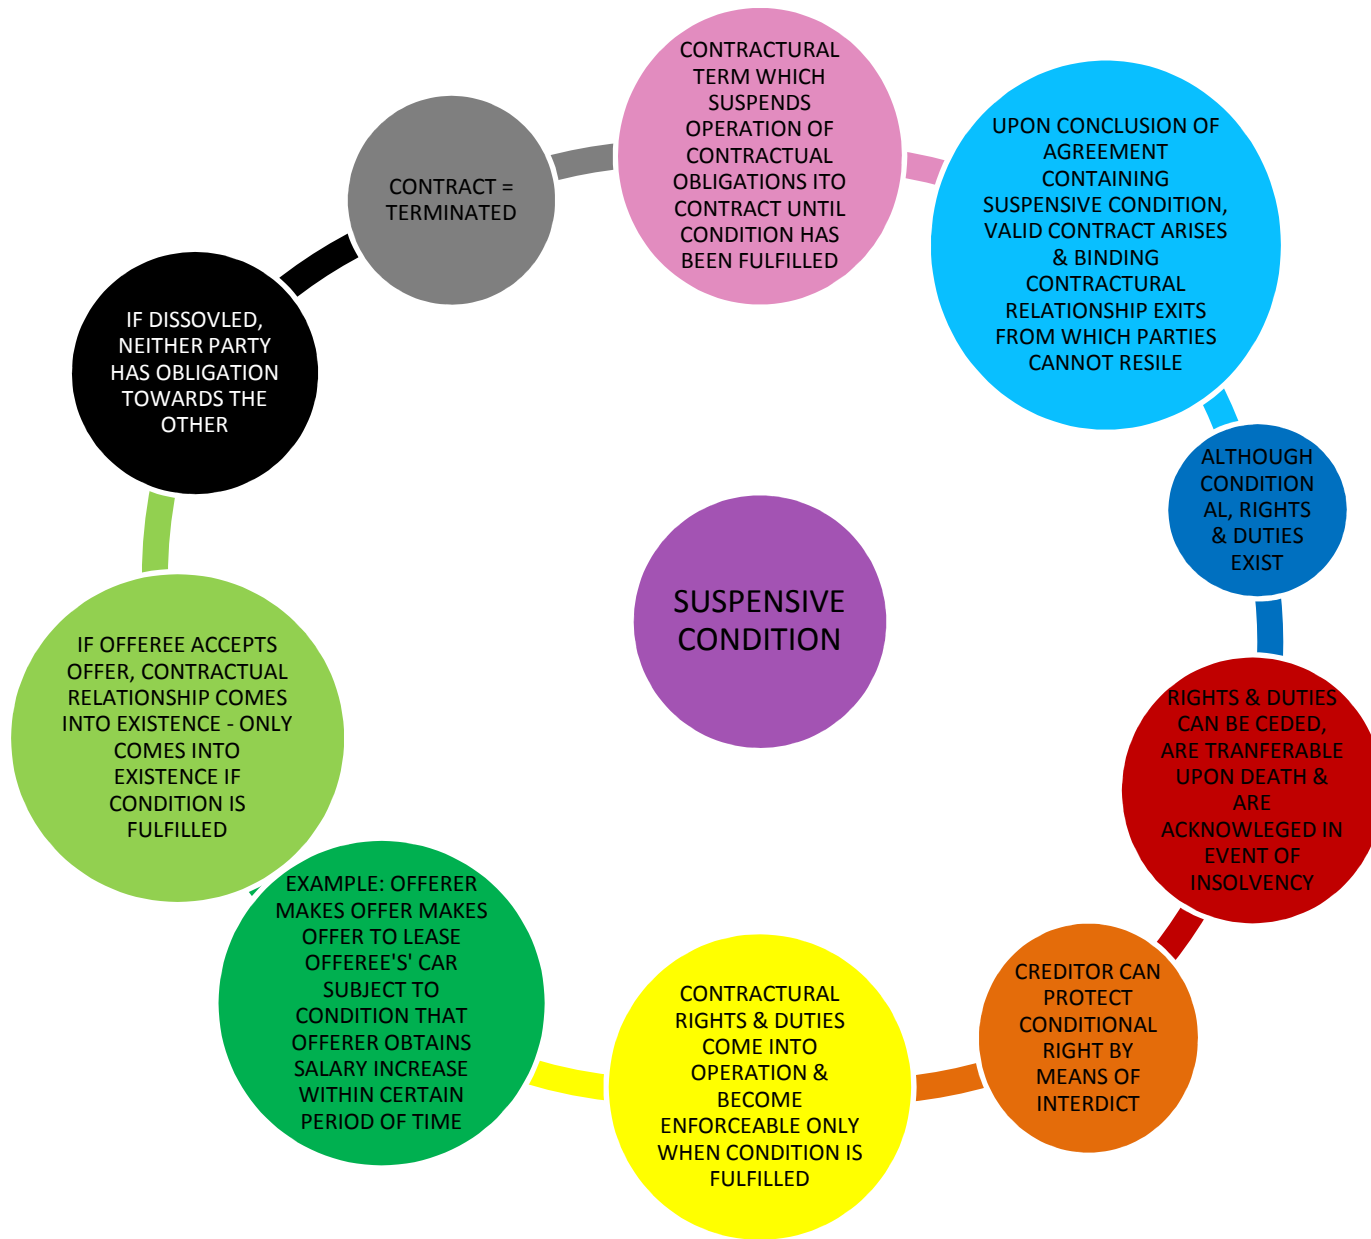 CONTRACTURAL
TERM WHICH
SUSPENDS
OPERATION OF
CONTRACTUAL
OBLIGATIONS ITO
CONTRACT UNTIL
CONDITION HAS
BEEN FULFILLED
UPON CONCLUSION OF
AGREEMENT
CONTAINING
SUSPENSIVE CONDITION,
VALID CONTRACT ARISES
& BINDING
CONTRACTURAL
RELATIONSHIP EXITS
FROM WHICH PARTIES
CANNOT RESILE
ALTHOUGH
CONDITION
AL, RIGHTS
& DUTIES
EXIST
RIGHTS & DUTIES
CAN BE CEDED,
ARE TRANFERABLE
UPON DEATH &
ARE
ACKNOWLEGED IN
EVENT OF
INSOLVENCY
CREDITOR CAN
PROTECT
CONDITIONAL
RIGHT BY
MEANS OF
INTERDICT
CONTRACTURAL
RIGHTS & DUTIES
COME INTO
OPERATION &
BECOME
ENFORCEABLE ONLY
WHEN CONDITION IS
FULFILLED
EXAMPLE: OFFERER
MAKES OFFER MAKES
OFFER TO LEASE
OFFEREE'S' CAR
SUBJECT TO
CONDITION THAT
OFFERER OBTAINS
SALARY INCREASE
WITHIN CERTAIN
PERIOD OF TIME
IF OFFEREE ACCEPTS
OFFER, CONTRACTUAL
RELATIONSHIP COMES
INTO EXISTENCE - ONLY
COMES INTO
EXISTENCE IF
CONDITION IS
FULFILLED
IF DISSOVLED,
NEITHER PARTY
HAS OBLIGATION
TOWARDS THE
OTHER
CONTRACT =
TERMINATED
SUSPENSIVE
CONDITION